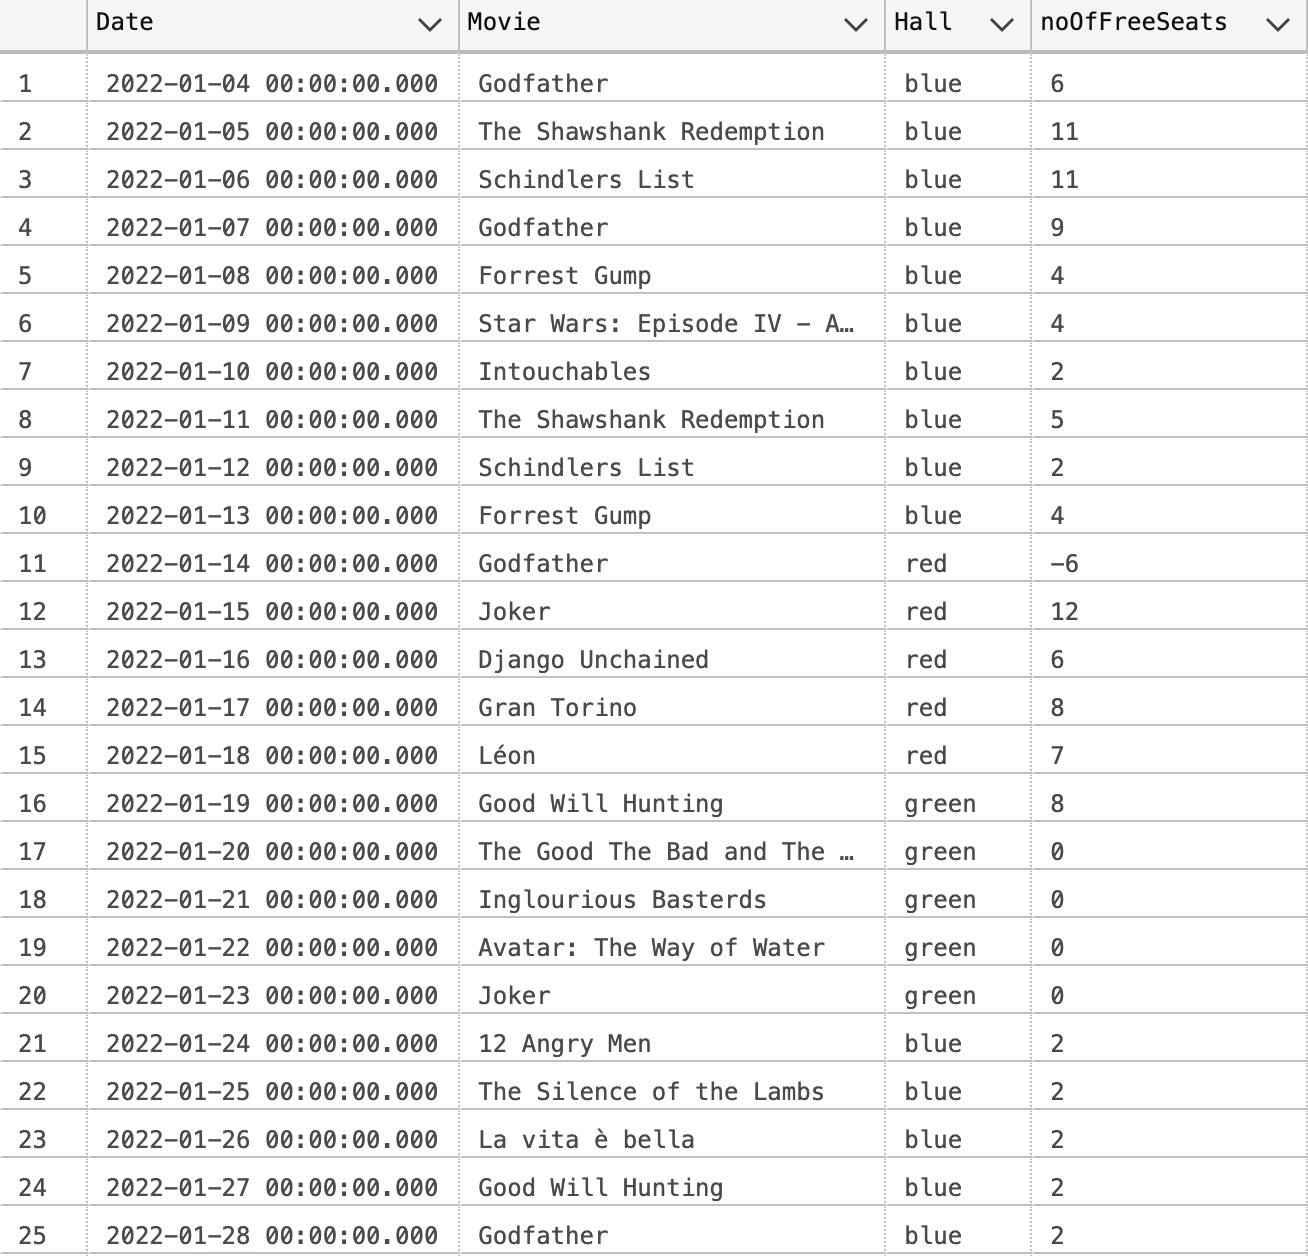 Date Movie Hall noOfFreeSeats
1 2022-01-04 00:00:00.000 Godfather blue 6
2 2022-01-05 00:00:00.000 The Shawshank Redemption blue 11
3 2022-01-06 00:00:00.000 Schindlers List blue 11
4 2022-01-07 00:00:00.000 Godfather blue 9
5 2022-01-08 00:00:00.000 Forrest Gump blue 4
6 2022-01-09 00:00:00.000 Star Wars: Episode IV - A… blue 4
7 2022-01-10 00:00:00.000 Intouchables blue 2
8 2022-01-11 00:00:00.000 The Shawshank Redemption blue 5
9 2022-01-12 00:00:00.000 Schindlers List blue 2
10 2022-01-13 00:00:00.000 Forrest Gump blue 4
11 2022-01-14 00:00:00.000 Godfather red -6
12 2022-01-15 00:00:00.000 Joker red 12
13 2022-01-16 00:00:00.000 Django Unchained red 6
14 2022-01-17 00:00:00.000 Gran Torino red 8
15 2022-01-18 00:00:00.000 Léon red 7
16 2022-01-19 00:00:00.000 Good Will Hunting green 8
17 2022-01-20 00:00:00.000 The Good The Bad and The … green 0
18 2022-01-21 00:00:00.000 Inglourious Basterds green 0
19 2022-01-22 00:00:00.000 Avatar: The Way of Water green 0
20 2022-01-23 00:00:00.000 Joker green 0
21 2022-01-24 00:00:00.000 12 Angry Men blue 2
22 2022-01-25 00:00:00.000 The Silence of the Lambs blue 2
23 2022-01-26 00:00:00.000 La vita è bella blue 2
24 2022-01-27 00:00:00.000 Good Will Hunting blue 2
25 2022-01-28 00:00:00.000 Godfather blue 2